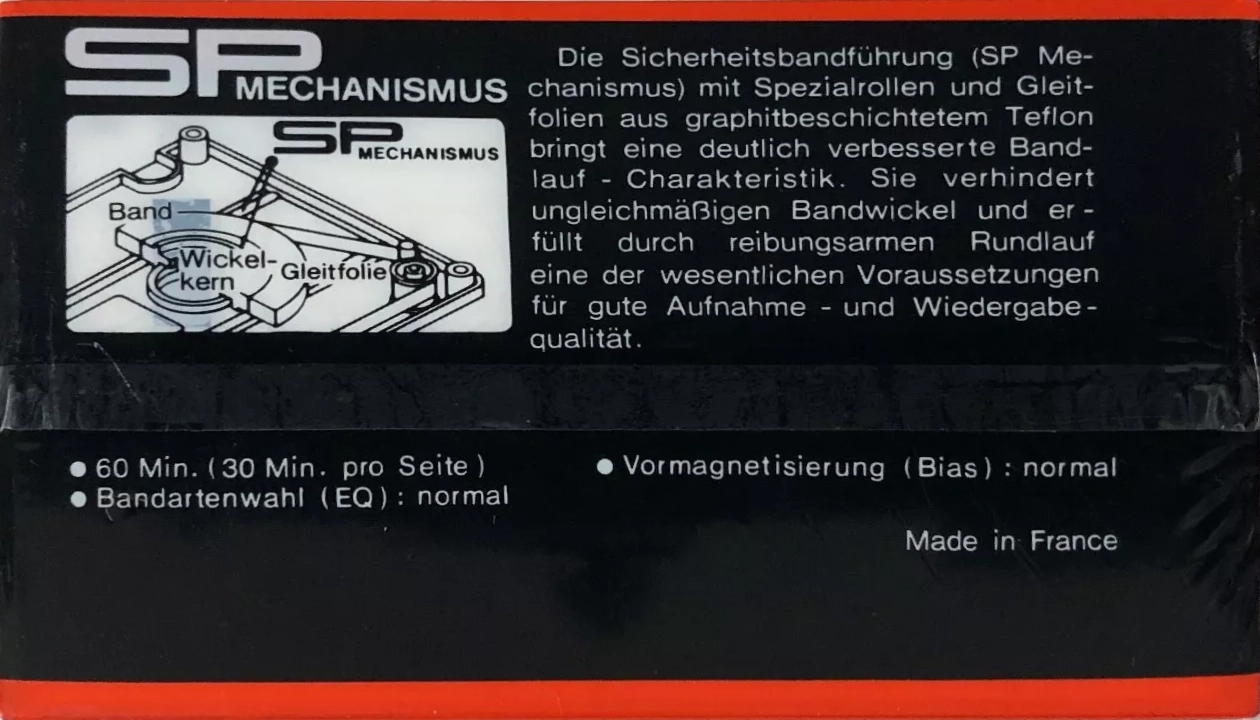 SP MECHANISMUS
SP MECHANISMUS
Band
Wickel-
kern
Gleitfolie
Die Sicherheitsbandführung (SP Me-
chanismus) mit Spezialrollen und Gleit-
folien aus graphitbeschichtetem Teflon
bringt eine deutlich verbesserte Band-
lauf - Charakteristik. Sie verhindert
ungleichmäßigen Bandwickel und er-
füllt durch reibungsarmen Rundlauf
eine der wesentlichen Voraussetzungen
für gute Aufnahme - und Wiedergabe-
qualität.
● 60 Min. (30 Min. pro Seite)
● Bandartenwahl (EQ): normal
● Vormagnetisierung (Bias): normal
Made in France